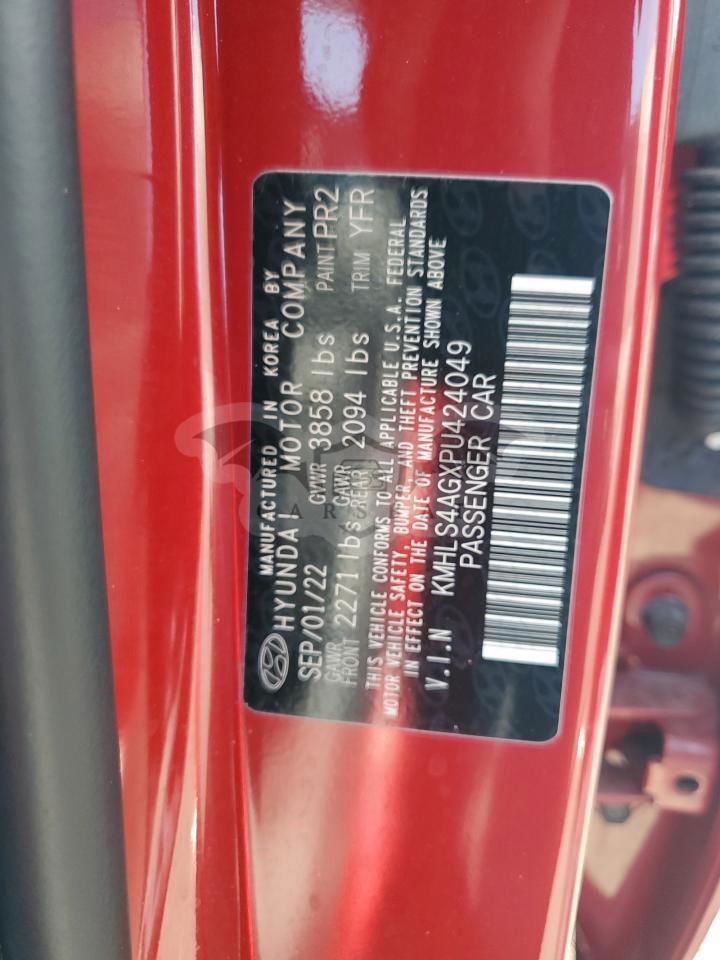 MANUFACTURED IN KOREA BY
HYUNDAI MOTOR COMPANY
SEP/01/22 GVWR 3858 lbs PAINT PR2
GAWR FRONT 2271 lbs GAWR REAR 2094 lbs TRIM YFR
THIS VEHICLE CONFORMS TO ALL APPLICABLE U.S.A. FEDERAL
MOTOR VEHICLE SAFETY, BUMPER, AND THEFT PREVENTION STANDARDS
IN EFFECT ON THE DATE OF MANUFACTURE SHOWN ABOVE
V.I.N KMHLS4AGXPU424049
PASSENGER CAR